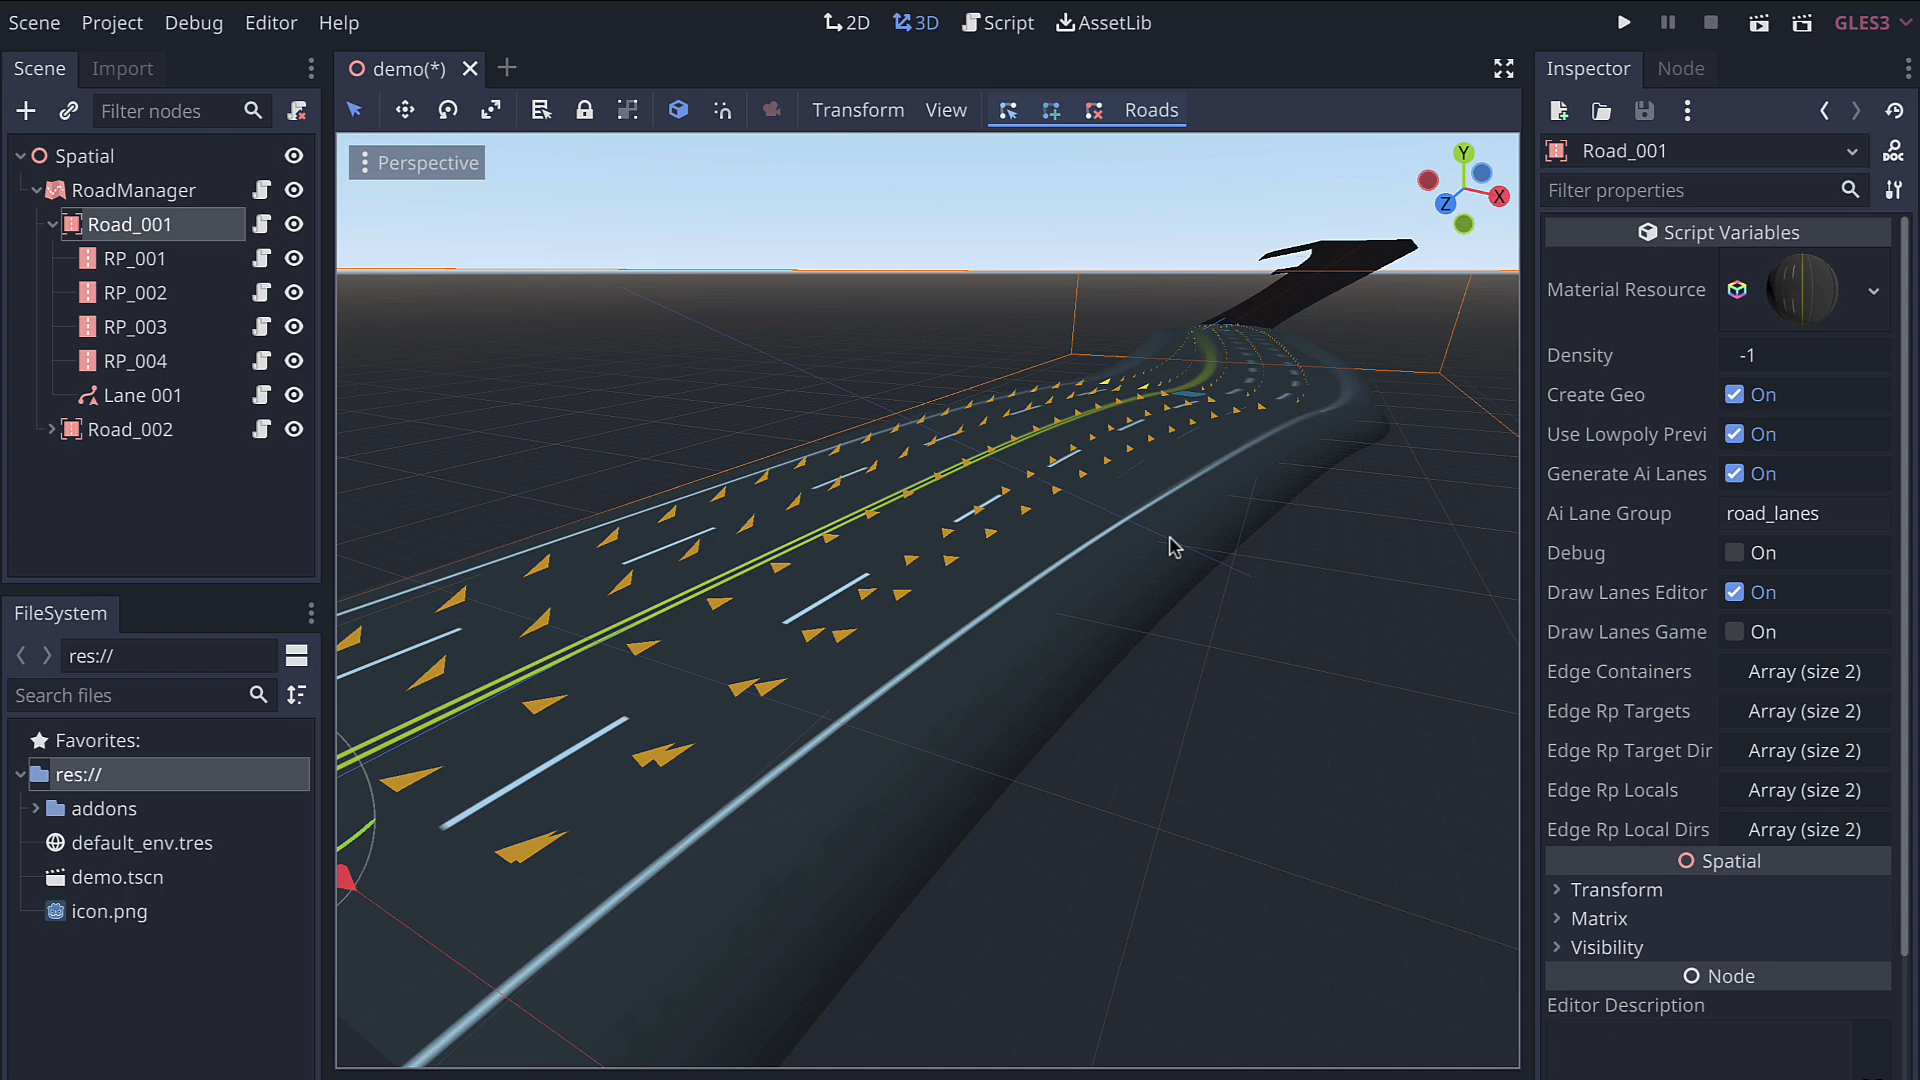 Scene Project Debug Editor Help
2D 3D Script AssetLib
GLES3
Scene Import
Filter nodes
Spatial
RoadManager
Road_001
RP_001
RP_002
RP_003
RP_004
Lane 001
Road_002
FileSystem
res://
Search files
Favorites:
res://
addons
default_env.tres
demo.tscn
icon.png
demo(*)
Transform View Roads
Perspective
Y
X
Z
Inspector Node
Road_001
DOC
Filter properties
Script Variables
Material Resource
Density -1
Create Geo On
Use Lowpoly Previ On
Generate Ai Lanes On
Ai Lane Group road_lanes
Debug On
Draw Lanes Editor On
Draw Lanes Game On
Edge Containers Array (size 2)
Edge Rp Targets Array (size 2)
Edge Rp Target Dir Array (size 2)
Edge Rp Locals Array (size 2)
Edge Rp Local Dirs Array (size 2)
Spatial
Transform
Matrix
Visibility
Node
Editor Description